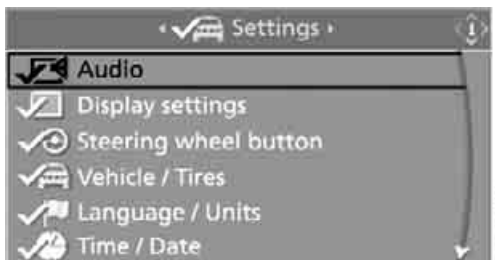 Settings
Audio
Display settings
Steering wheel button
Vehicle / Tires
Language / Units
Time / Date